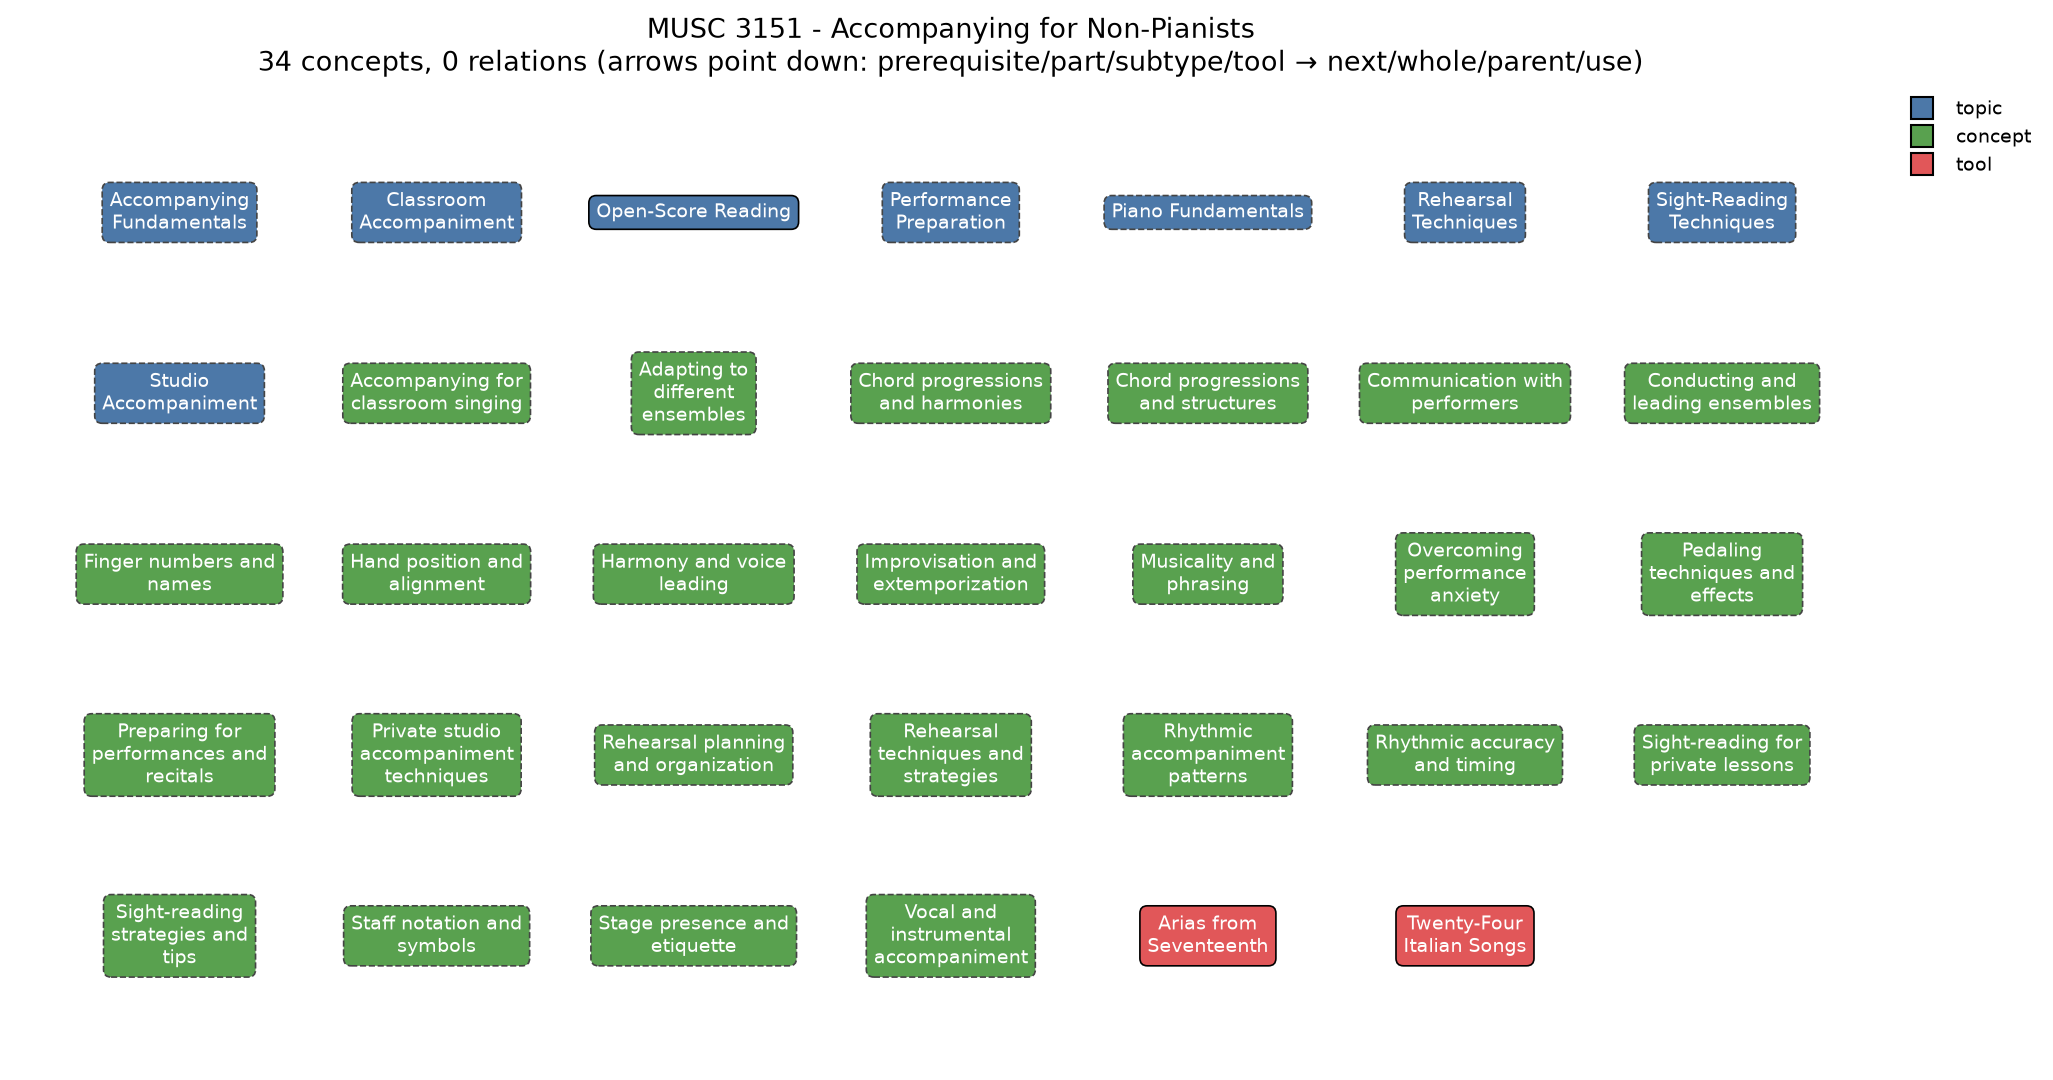 MUSC 3151 - Accompanying for Non-Pianists
34 concepts, 0 relations (arrows point down: prerequisite/part/subtype/tool → next/whole/parent/use)
topic
concept
tool
Accompanying
Fundamentals
Classroom
Accompaniment
Open-Score Reading
Performance
Preparation
Piano Fundamentals
Rehearsal
Techniques
Sight-Reading
Techniques
Studio
Accompaniment
Accompanying for
classroom singing
Adapting to
different
ensembles
Chord progressions
and harmonies
Chord progressions
and structures
Communication with
performers
Conducting and
leading ensembles
Finger numbers and
names
Hand position and
alignment
Harmony and voice
leading
Improvisation and
extemporization
Musicality and
phrasing
Overcoming
performance
anxiety
Pedaling
techniques and
effects
Preparing for
performances and
recitals
Private studio
accompaniment
techniques
Rehearsal planning
and organization
Rehearsal
techniques and
strategies
Rhythmic
accompaniment
patterns
Rhythmic accuracy
and timing
Sight-reading for
private lessons
Sight-reading
strategies and
tips
Staff notation and
symbols
Stage presence and
etiquette
Vocal and
instrumental
accompaniment
Arias from
Seventeenth
Twenty-Four
Italian Songs